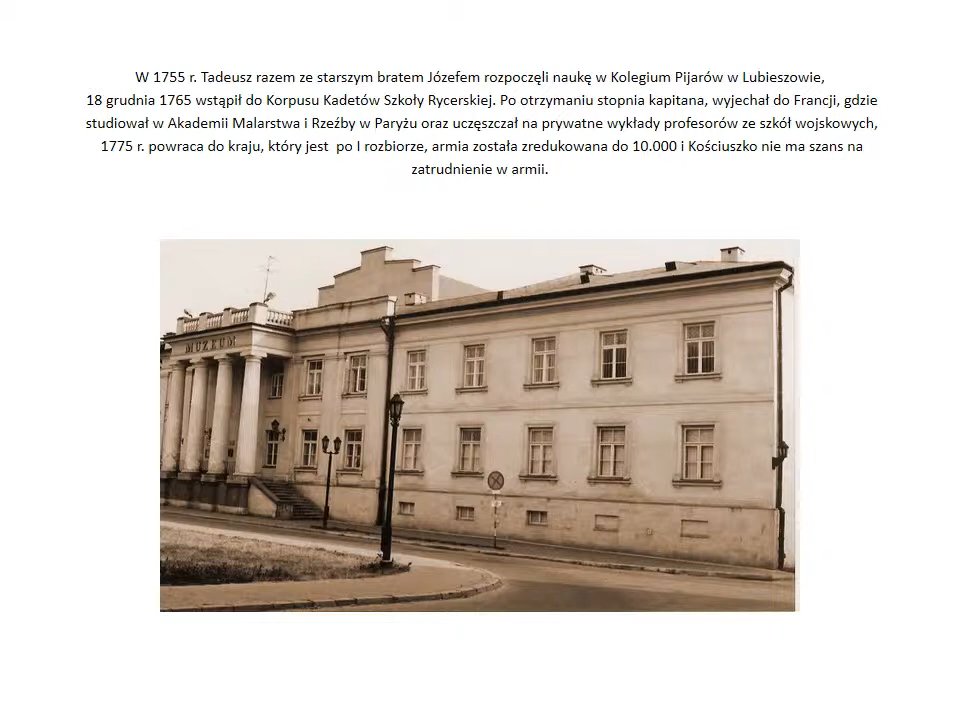 W 1755 r. Tadeusz razem ze starszym bratem Józefem rozpoczęli naukę w Kolegium Pijarów w Lubieszowie,
18 grudnia 1765 wstąpił do Korpusu Kadetów Szkoły Rycerskiej. Po otrzymaniu stopnia kapitana, wyjechał do Francji, gdzie
studiował w Akademii Malarstwa i Rzeźby w Paryżu oraz uczęszczał na prywatne wykłady profesorów ze szkół wojskowych,
1775 r. powraca do kraju, który jest  po I rozbiorze, armia została zredukowana do 10.000 i Kościuszko nie ma szans na
zatrudnienie w armii.
MUZEUM